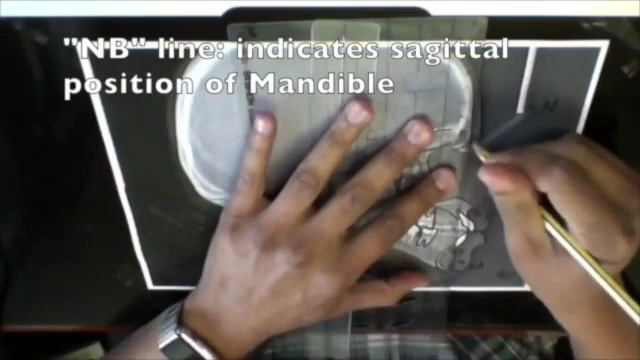 "NB" line: indicates sagittal
position of Mandible
N